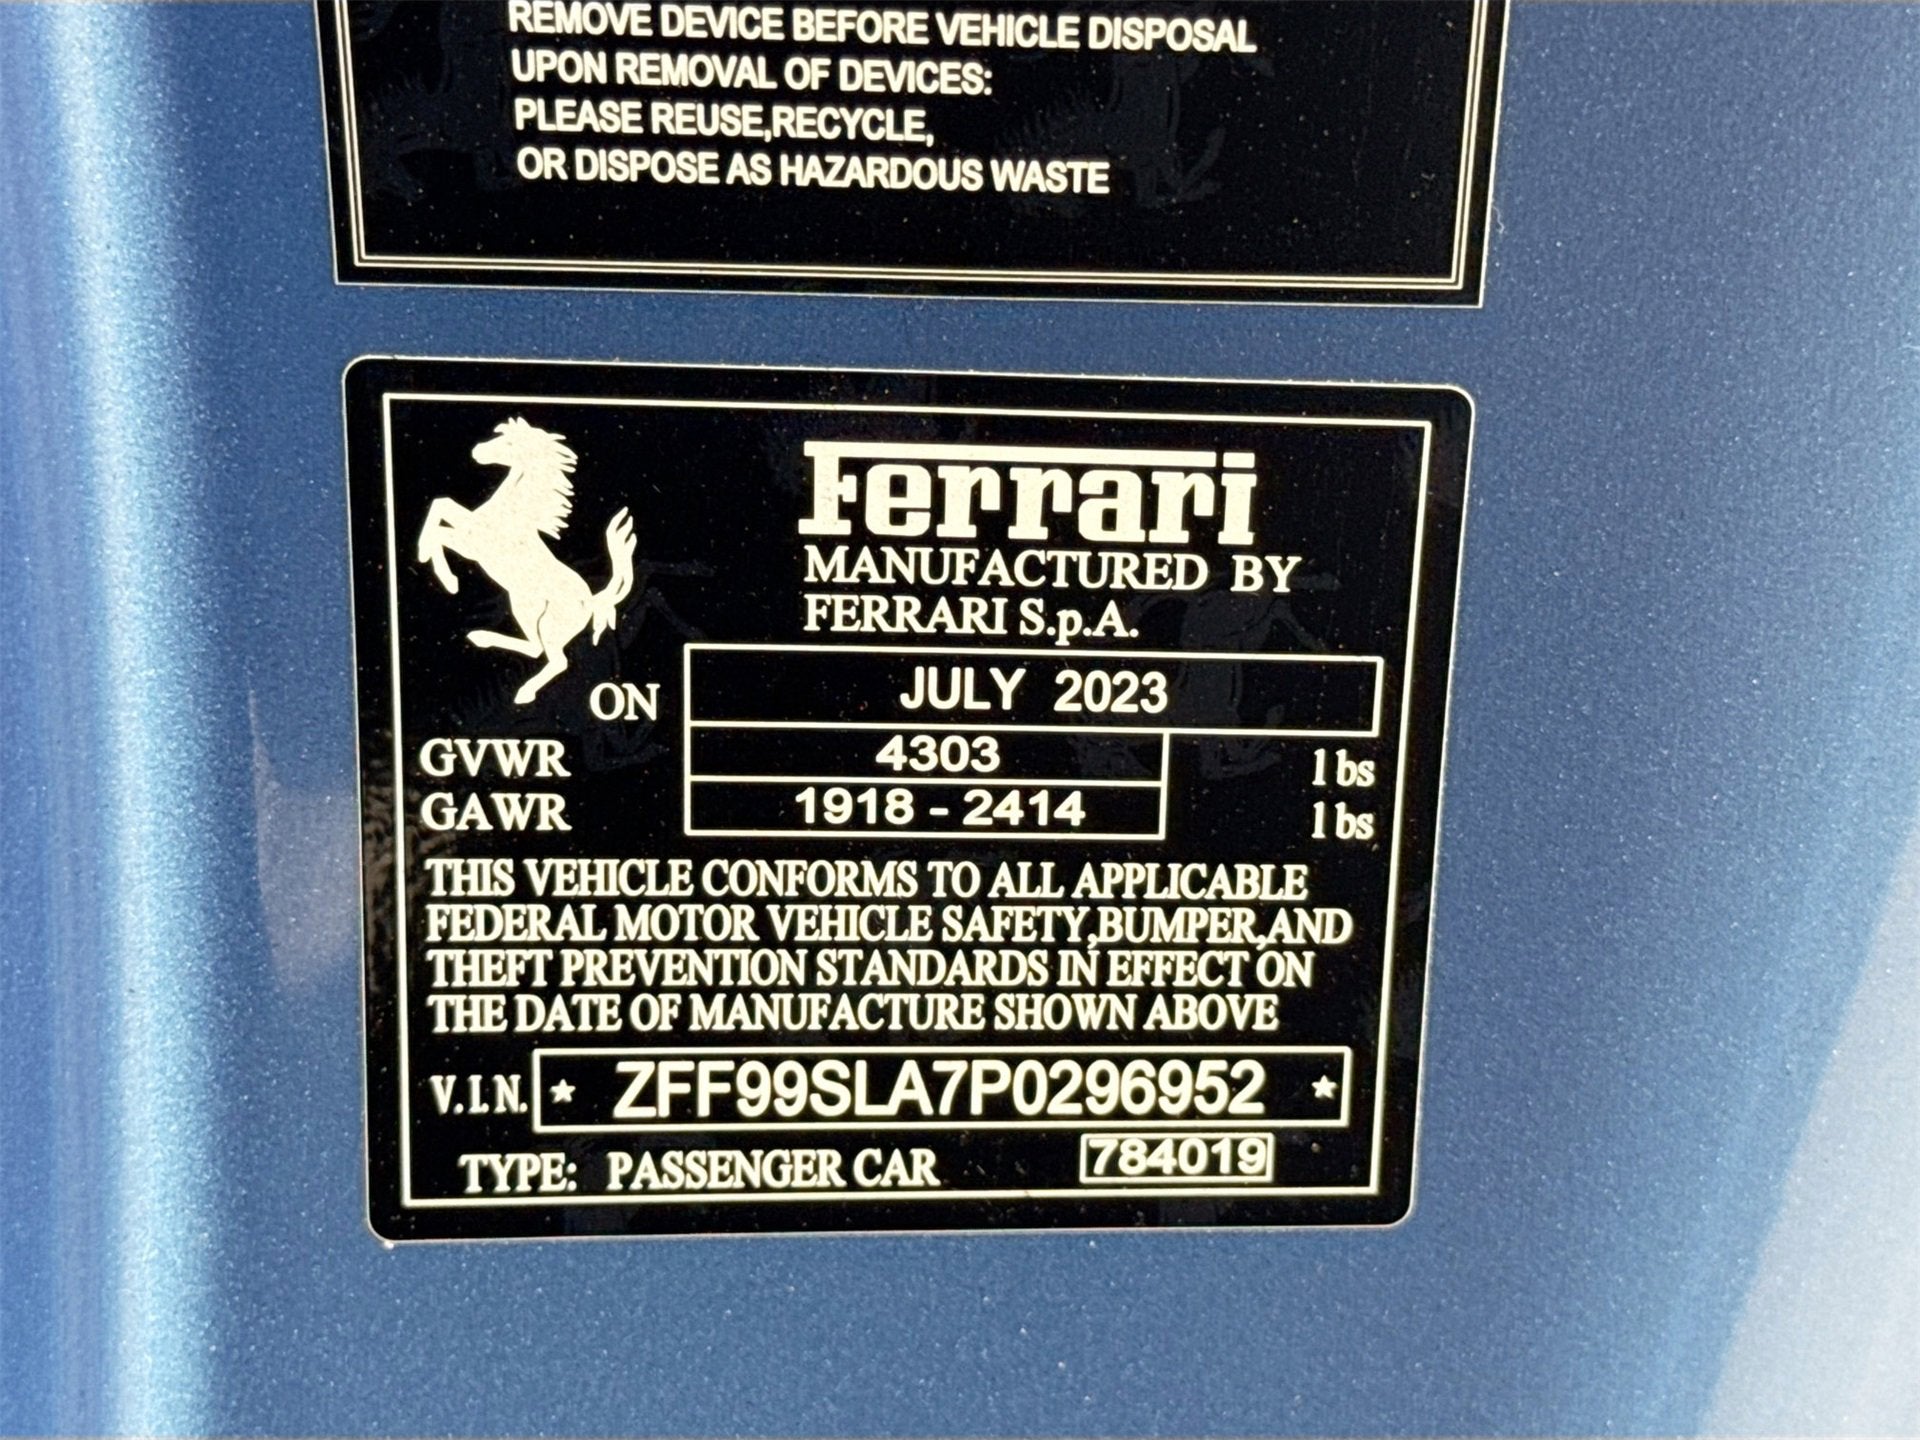 REMOVE DEVICE BEFORE VEHICLE DISPOSAL
UPON REMOVAL OF DEVICES:
PLEASE REUSE,RECYCLE,
OR DISPOSE AS HAZARDOUS WASTE
Ferrari
MANUFACTURED BY
FERRARI S.p.A.
ON JULY 2023
GVWR 4303 lbs
GAWR 1918 - 2414 lbs
THIS VEHICLE CONFORMS TO ALL APPLICABLE
FEDERAL MOTOR VEHICLE SAFETY,BUMPER,AND
THEFT PREVENTION STANDARDS IN EFFECT ON
THE DATE OF MANUFACTURE SHOWN ABOVE
V.I.N. ★ ZFF99SLA7P0296952 ★
TYPE: PASSENGER CAR 784019